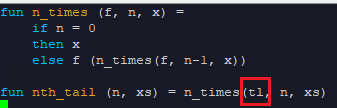 fun n_times (f, n, x) =
if n = 0
then x
else f (n_times(f, n-1, x))
fun nth_tail (n, xs) = n_times(tl, n, xs)